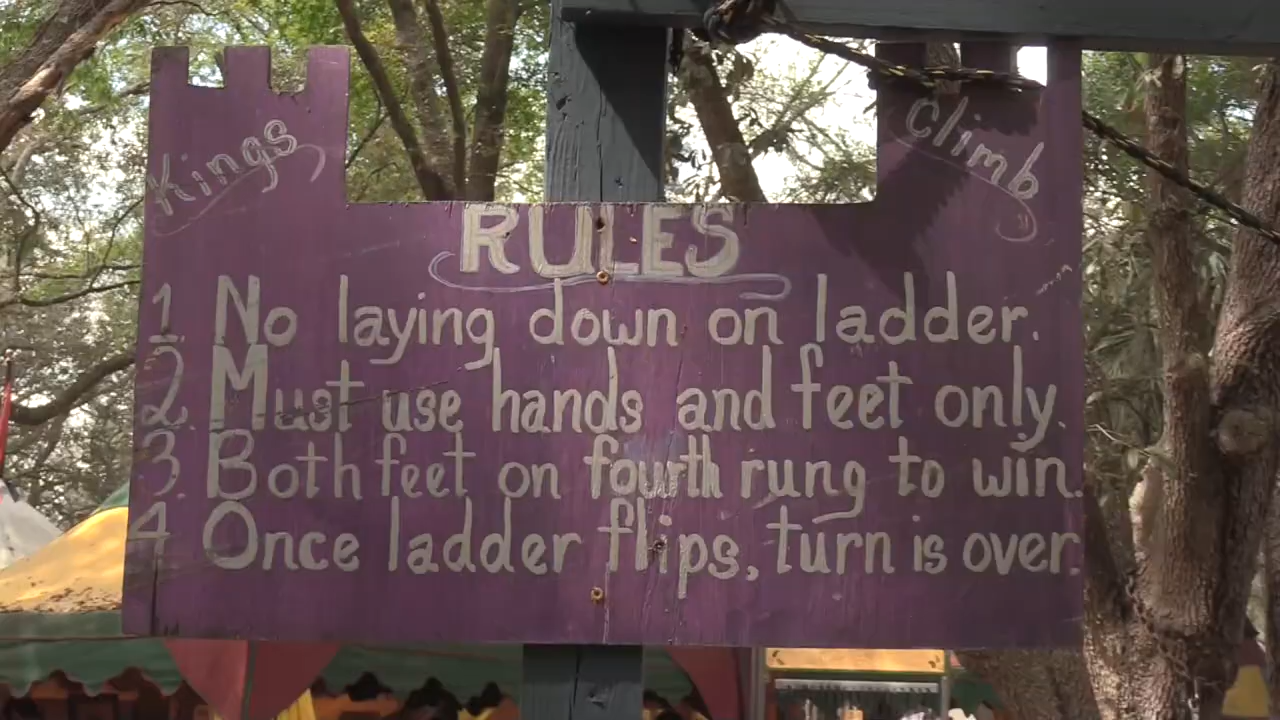 Kings Climb
RULES
1. No laying down on ladder.
2. Must use hands and feet only.
3. Both feet on fourth rung to win.
4 Once ladder flips, turn is over.